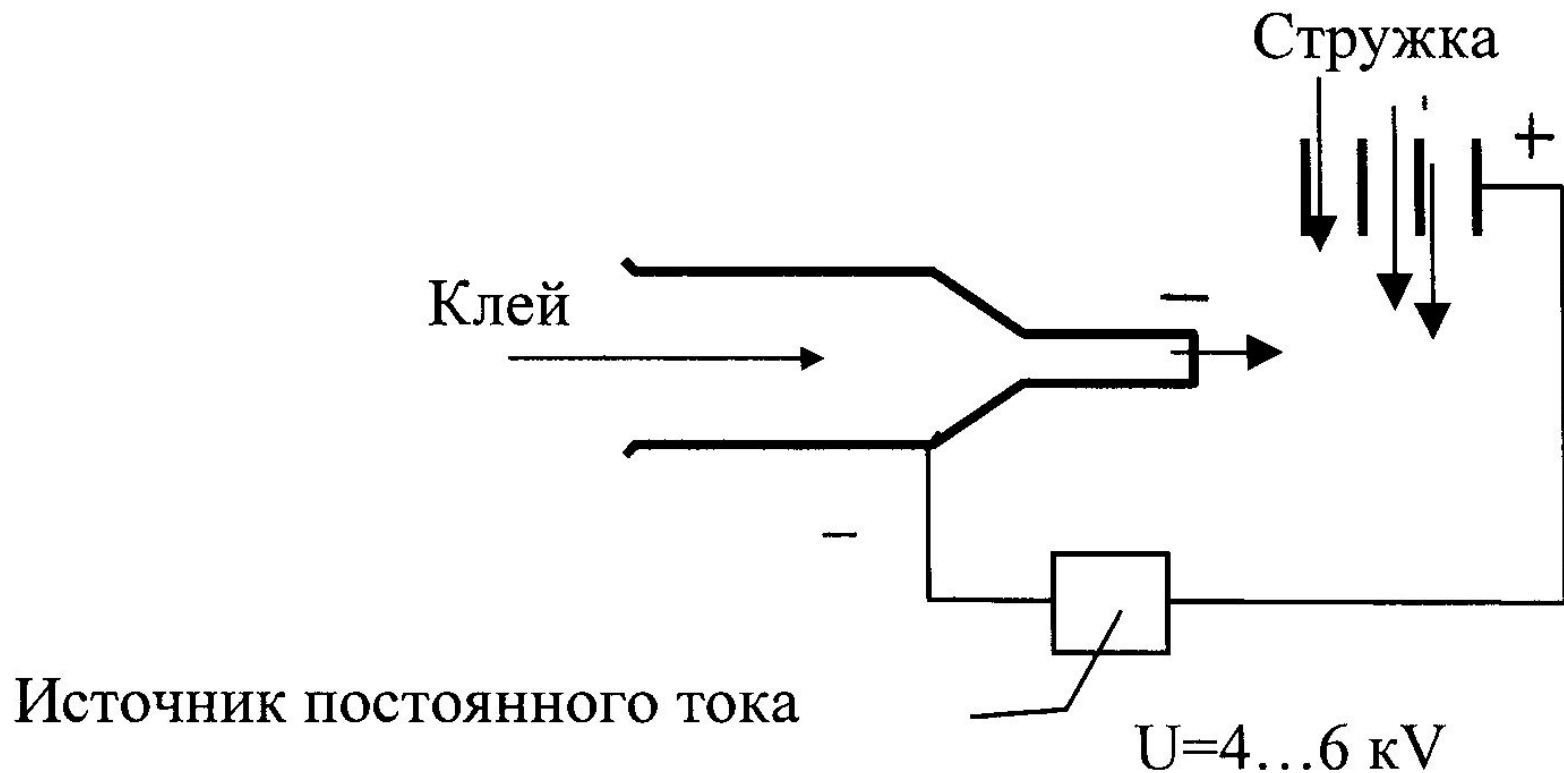 Стружка
+
Клей
−
−
Источник постоянного тока
U=4…6 кV